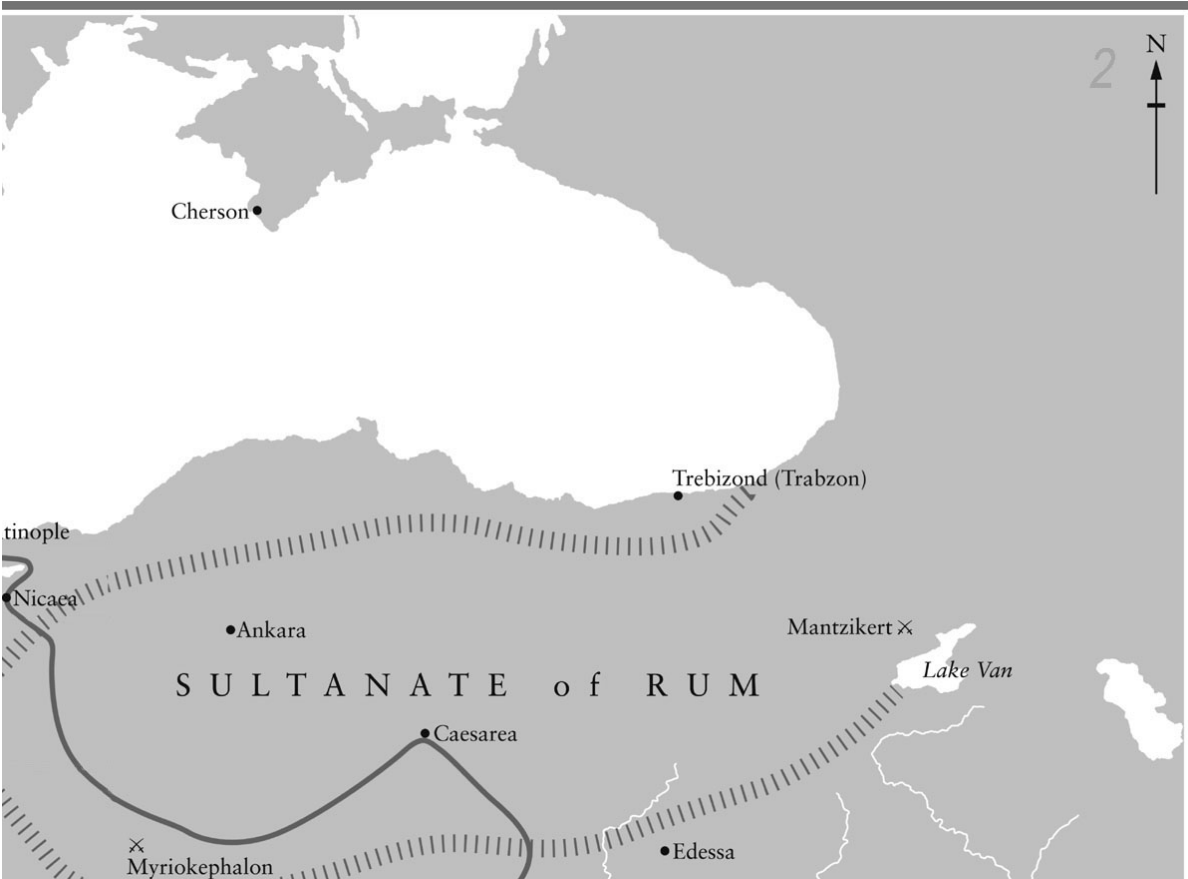 2
N
Cherson
Trebizond (Trabzon)
tinople
Nicaea
Ankara
Mantzikert
Lake Van
SULTANATE of RUM
Caesarea
Edessa
Myriokephalon